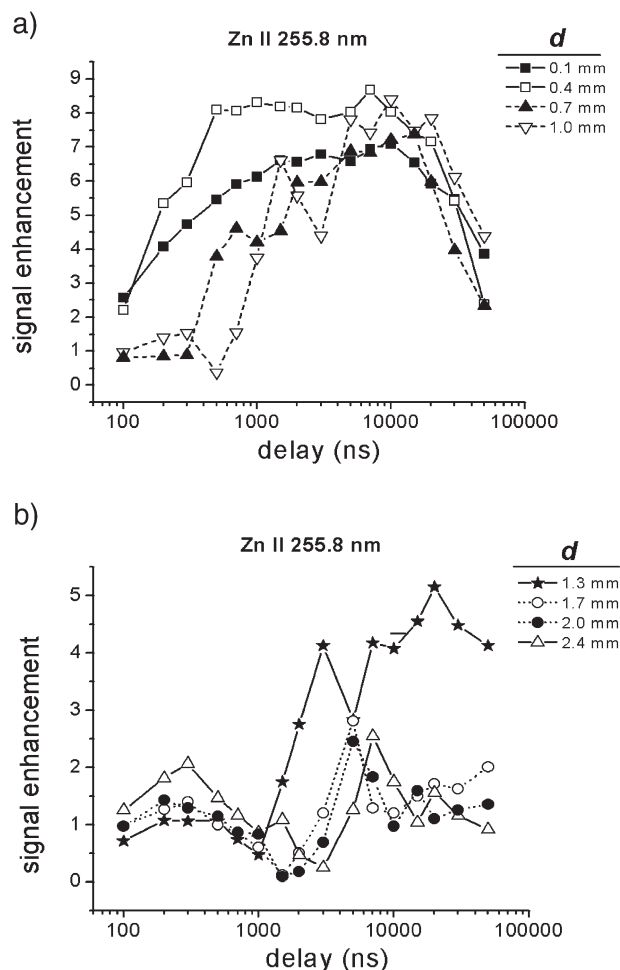 a)
Zn II 255.8 nm
d
0.1 mm
0.4 mm
0.7 mm
1.0 mm
9
8
7
6
5
4
3
2
1
0
signal enhancement
100
1000
10000
100000
delay (ns)
b)
Zn II 255.8 nm
d
1.3 mm
1.7 mm
2.0 mm
2.4 mm
5
4
3
2
1
0
signal enhancement
100
1000
10000
100000
delay (ns)